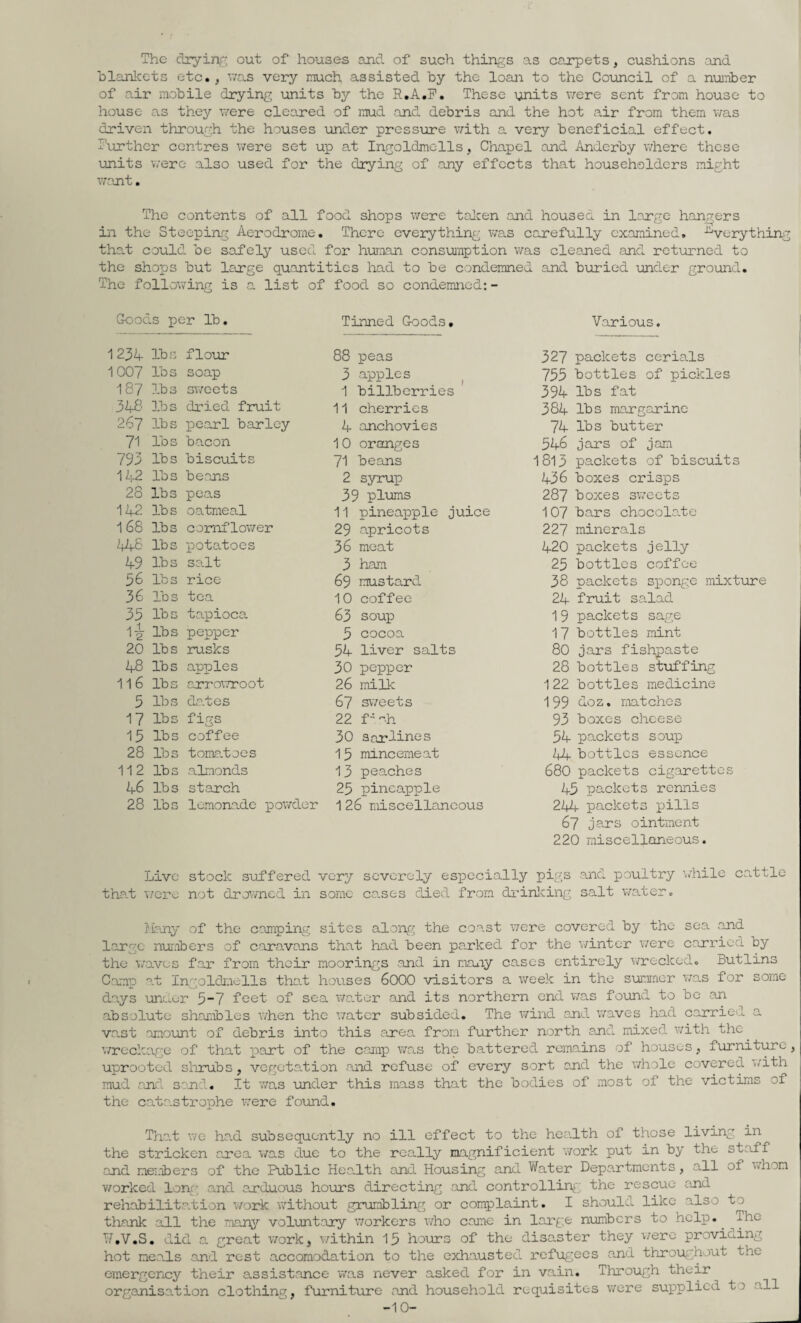 The drying out of houses and of such things as carpets, cushions and
blankets etc., was very much assisted by the loan to the Council of a number
of air mobile drying units by the R.A.F. These units were sent from house to
house as they were cleared of mud and debris and the hot air from them was
driven through the houses under pressure with a very beneficial effect.
Further centres were set up at Ingoldmells, Chapel and Anderby where these
units were also used for the drying of any effects that householders might
want.
The contents of all food shops were taken and housed in large hangers
in the Steeping Aerodrome. There everything was carefully examined. Everything
that could be safely used for human consumption was cleaned and returned to
the shops but large quantities had to be condemned and buried under ground.
The following is a list of food so condemned:-
Goods per lb. Tinned Goods. Various.
1234 lbs flour 88 peas 327 packets cerials
1007 lbs soap 3 apples 755 bottles of pickles
187 lbs sweets 1 billberries 394 lbs fat
348 lbs dried fruit 11 cherries 384 lbs margarine
267 lbs pearl barley 4 anchovies 74 lbs butter
71 lbs bacon 10 oranges 546 jars of jam
793 lbs biscuits 71 beans 1813 packets of biscuits
142 lbs beans 2 syrup 436 boxes crisps
28 lbs peas 39 plums 287 boxes sweets
142 lbs oatmeal 11 pineapple juice 107 bars chocolate
168 lbs cornflower 29 apricots 227 minerals
448 lbs potatoes 36 meat 420 packets jelly
49 lbs salt 3 ham 25 bottles coffee
56 lbs rice 69 mustard 38 packets sponge mixture
36 lbs tea 10 coffee 24 fruit salad
35 lbs tapioca 63 soup 19 packets sage
1½ lbs pepper 5 cocoa 17 bottles mint
20 lbs rusks 54 liver salts 80 jars fishpaste
48 lbs apples 30 pepper 28 bottles stuffing
116 lbs arrowroot 26 milk 122 bottles medicine
5 lbs dates 67 sweets 199 doz. matches
17 lbs figs 22 fish 93 boxes cheese
15 lbs coffee 30 sardines 54 packets soup
28 lbs tomatoes 15 mincemeat 44 bottles essence
112 lbs almonds 13 peaches 680 packets cigarettes
46 lbs starch 25 pineapple 45 packets rennies
28 lbs lemonade powder 126 miscellaneous 244 packets pills
67 jars ointment
220 miscellaneous.
Live stock suffered very severely especially pigs and poultry while cattle
that were not drowned in some cases died from drinking salt water.
Many of the camping sites along the coast were covered by the sea and
large numbers of caravans that had been parked for the winter were carried by
the waves far from their moorings and in many cases entirely wrecked. Butlins
Camp at Ingoldmells that houses 6000 visitors a week in the summer was for some
days under 5-7 feet of sea water and its northern end was found to be an
absolute shambles when the water subsided. The wind and waves had carried a
vast amount of debris into this area from further north and mixed with the
wreckage of that part of the camp was the battered remains of houses, furniture,
uprooted shrubs, vegetation and refuse of every sort and the whole covered with
mud and sand. It was under this mass that the bodies of most of the victims of
the catastrophe were found.
That we had subsequently no ill effect to the health of those living in
the stricken area was due to the really magnificient work put in by the staff
and members of the Public Health and Housing and Water Departments, all of whom
worked long and arduous hours directing and controlling the rescue and
rehabilitation work without grumbling or complaint. I should like also to
thank all the many voluntary workers who came in large numbers to help. The
W.V.S. did a great work, within 15 hours of the disaster they were providing
hot meals and rest accomodation to the exhausted refugees and throughout the
emergency their assistance was never asked for in vain. Through their
organisation clothing, furniture and household requisites were supplied to all
-10-